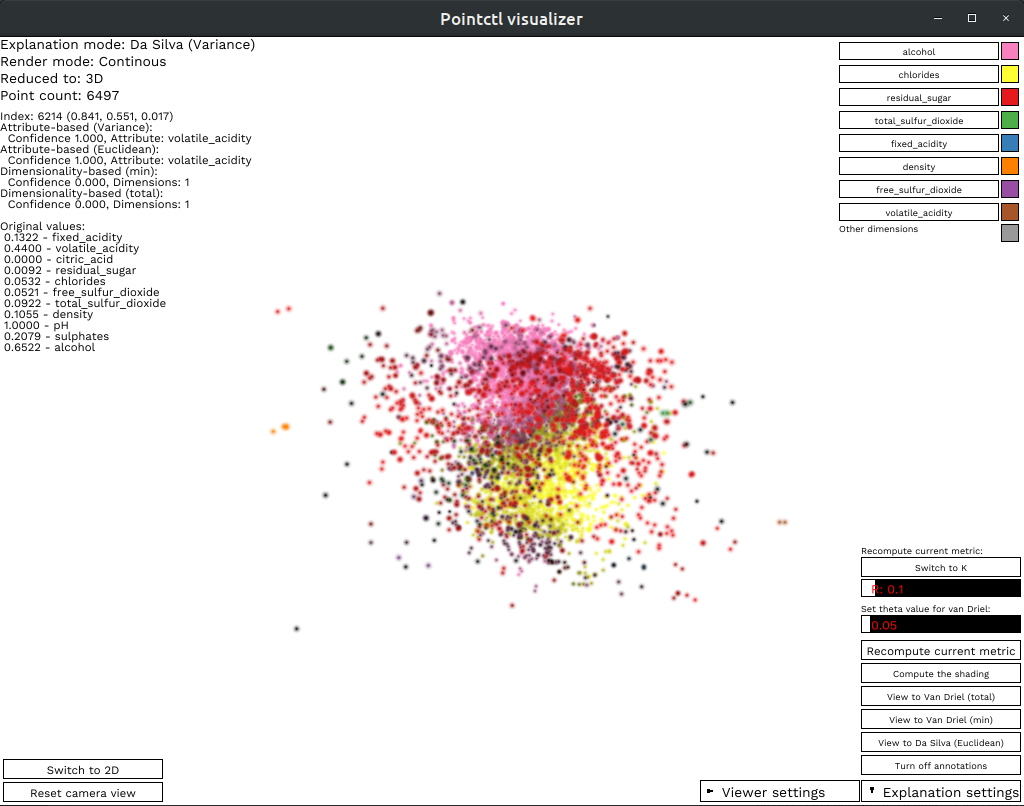 Pointctl visualizer
Explanation mode: Da Silva (Variance)
Render mode: Continous
Reduced to: 3D
Point count: 6497
Index: 6214 (0.841, 0.551, 0.017)
Attribute-based (Variance):
Confidence 1.000, Attribute: volatile_acidity
Attribute-based (Euclidean):
Confidence 1.000, Attribute: volatile_acidity
Dimensionality-based (min):
Confidence 0.000, Dimensions: 1
Dimensionality-based (total):
Confidence 0.000, Dimensions: 1
Original values:
0.1322 - fixed_acidity
0.4400 - volatile_acidity
0.0000 - citric_acid
0.0092 - residual_sugar
0.0532 - chlorides
0.0521 - free_sulfur_dioxide
0.0922 - total_sulfur_dioxide
0.1055 - density
1.0000 - pH
0.2079 - sulphates
0.6522 - alcohol
alcohol
chlorides
residual_sugar
total_sulfur_dioxide
fixed_acidity
density
free_sulfur_dioxide
volatile_acidity
Other dimensions
Recompute current metric:
Switch to K
R: 0.1
Set theta value for van Driel:
0.05
Recompute current metric
Compute the shading
View to Van Driel (total)
View to Van Driel (min)
View to Da Silva (Euclidean)
Turn off annotations
Switch to 2D
Reset camera view
Viewer settings
Explanation settings